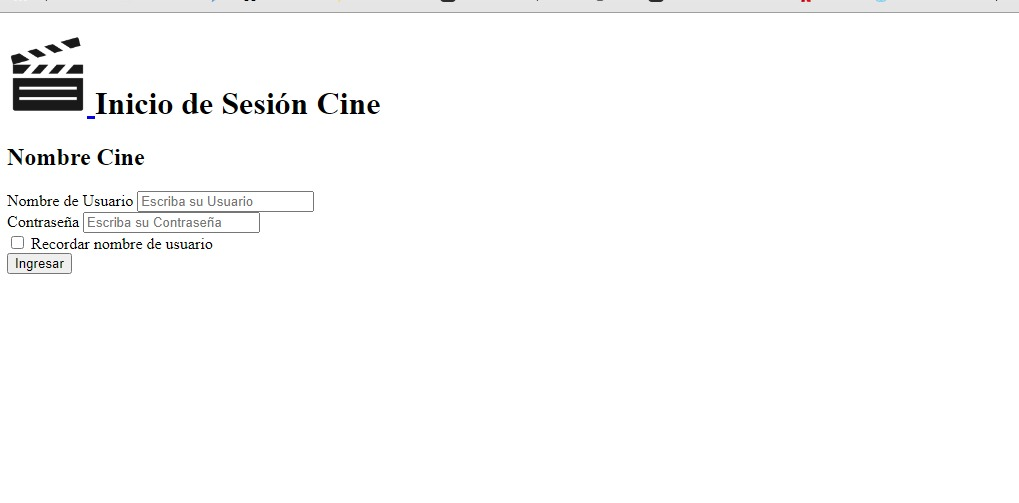 Inicio de Sesión Cine
Nombre Cine
Nombre de Usuario Escriba su Usuario
Contraseña Escriba su Contraseña
Recordar nombre de usuario
Ingresar